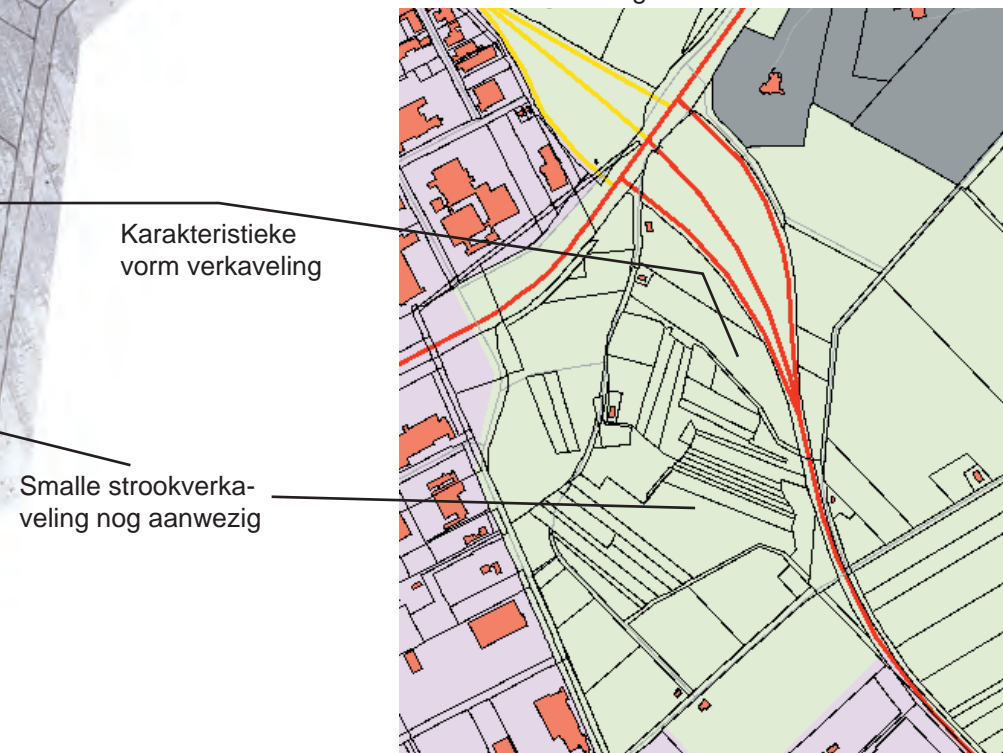 Karakteristieke
vorm verkaveling
Smalle strookverka-
veling nog aanwezig